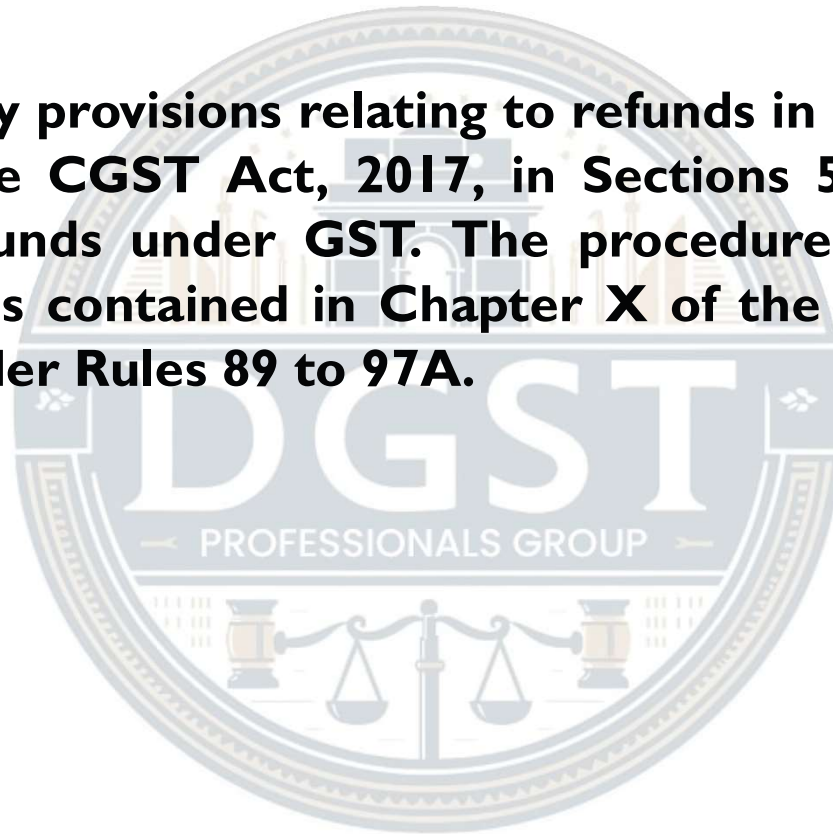 y provisions relating to refunds in
e CGST Act, 2017, in Sections 5
unds under GST. The procedure
s contained in Chapter X of the
ler Rules 89 to 97A.
DGST
PROFESSIONALS GROUP